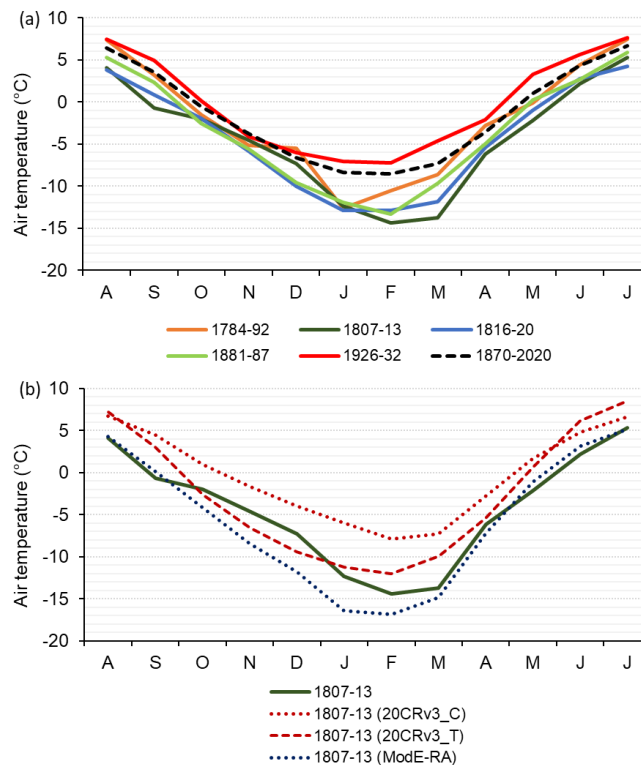 (a)
Air temperature (°C)
10
5
0
-5
-10
-15
-20
A S O N D J F M A M J J
1784-92 1807-13 1816-20
1881-87 1926-32 1870-2020
(b)
Air temperature (°C)
10
5
0
-5
-10
-15
-20
A S O N D J F M A M J J
1807-13
1807-13 (20CRv3_C)
1807-13 (20CRv3_T)
1807-13 (ModE-RA)